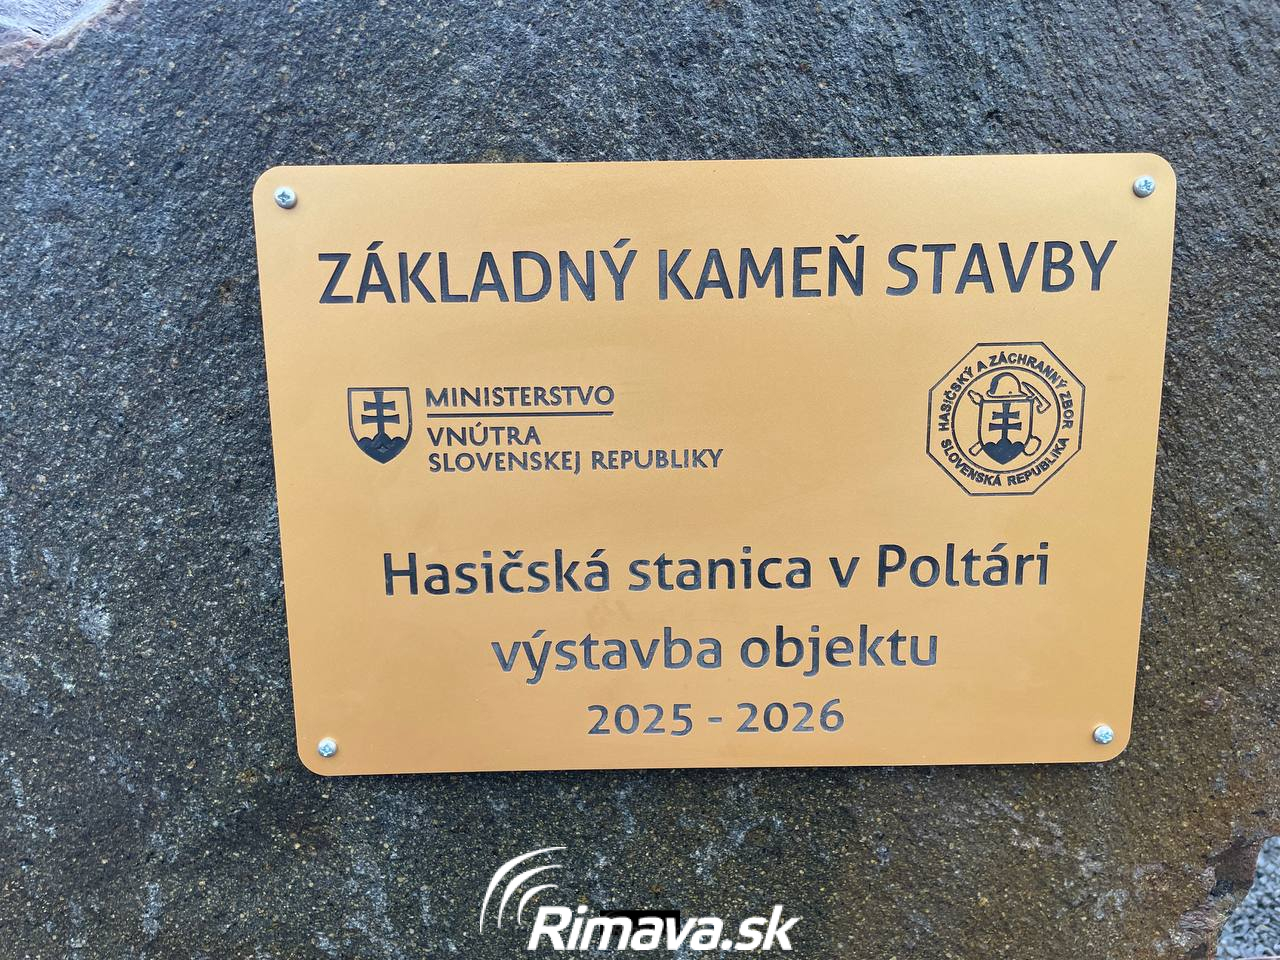 ZÁKLADNÝ KAMEŇ STAVBY
MINISTERSTVO
VNÚTRA
SLOVENSKEJ REPUBLIKY
HASIČSKÝ A ZÁCHRANNÝ ZBOR
SLOVENSKÁ REPUBLIKA
Hasičská stanica v Poltári
výstavba objektu
2025 - 2026
Rimava.sk